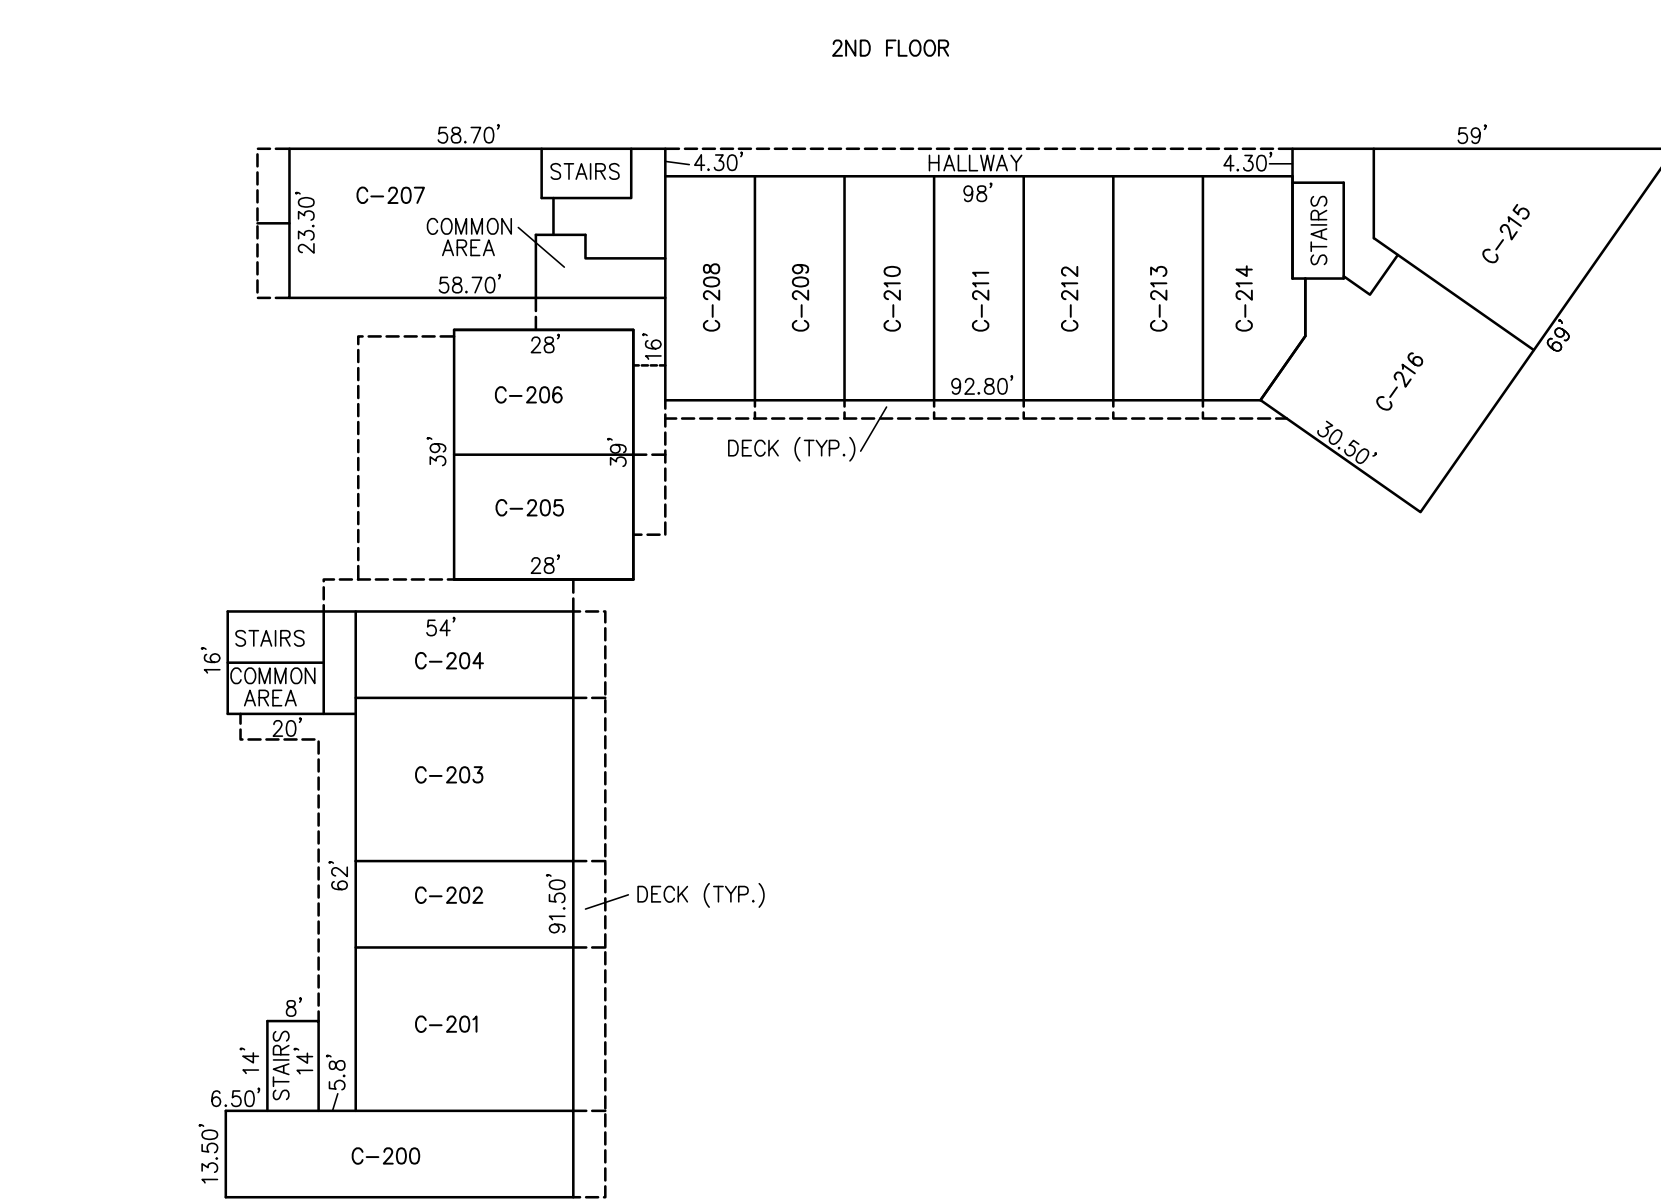 2ND FLOOR
58.70'
59'
STAIRS
4.30'
HALLWAY
4.30'
C-207
98'
23.30'
COMMON
AREA
STAIRS
C-215
58.70'
C-208
C-209
C-210
C-211
C-212
C-213
C-214
28'
16'
69'
C-206
92.80'
C-216
39'
39'
DECK (TYP.)
30.50'
C-205
28'
STAIRS
54'
16'
C-204
COMMON
AREA
20'
C-203
62'
C-202
91.50'
DECK (TYP.)
8'
C-201
14'
STAIRS
14'
5.8'
6.50'
13.50'
C-200